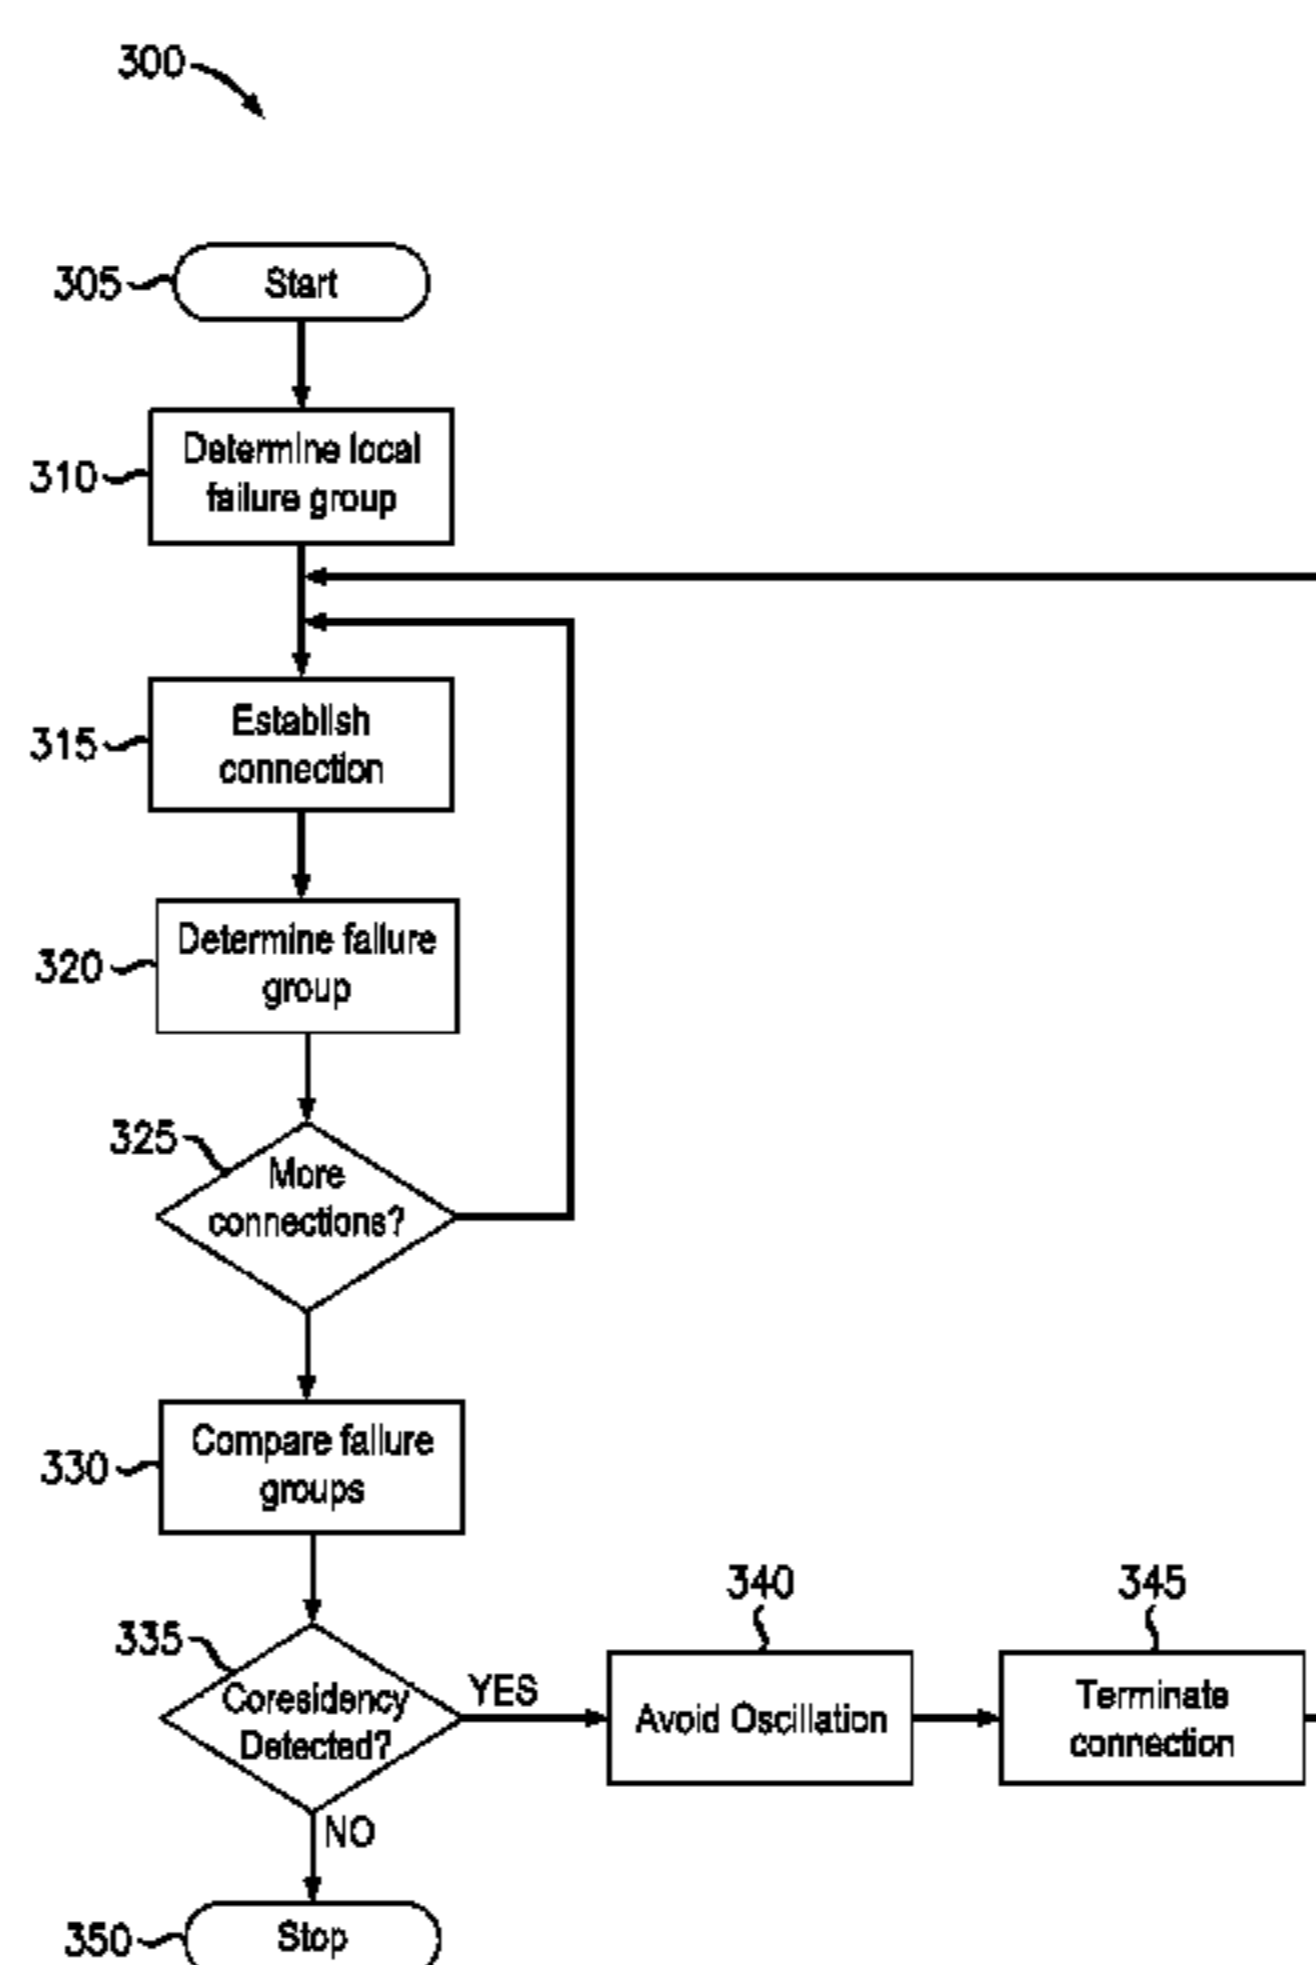 300
305
Start
310
Determine local
failure group
315
Establish
connection
320
Determine failure
group
325
More
connections?
330
Compare failure
groups
335
Coresidency
Detected?
YES
340
Avoid Oscillation
345
Terminate
connection
NO
350
Stop